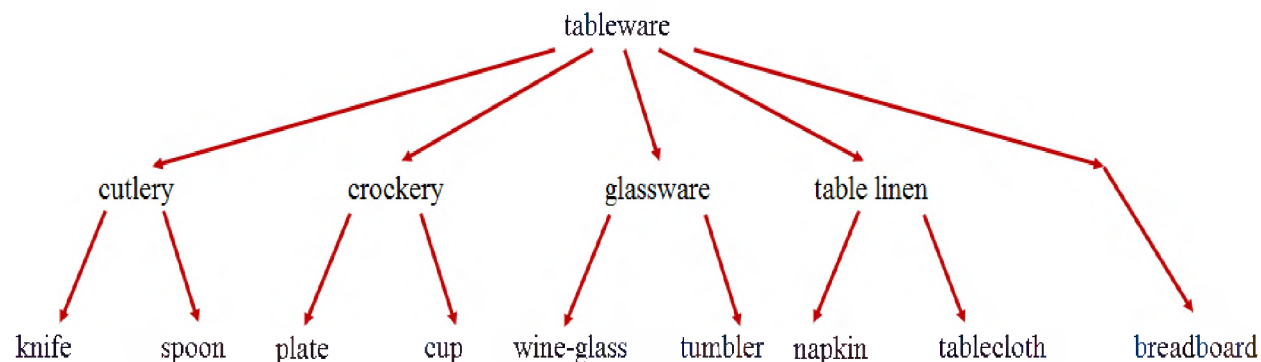 tableware
cutlery crockery glassware table linen
knife spoon plate cup wine-glass tumbler napkin tablecloth breadboard